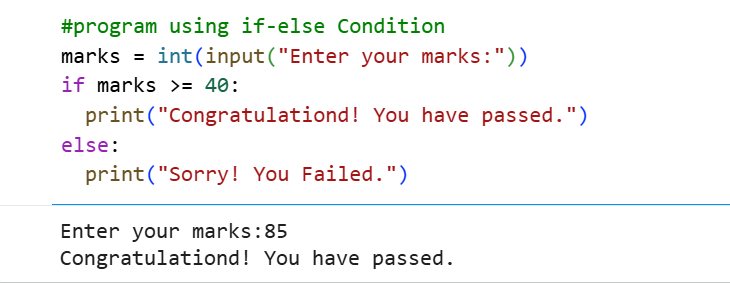 #program using if-else Condition
marks = int(input("Enter your marks:"))
if marks >= 40:
  print("Congratulationd! You have passed.")
else:
  print("Sorry! You Failed.")
Enter your marks:85
Congratulationd! You have passed.